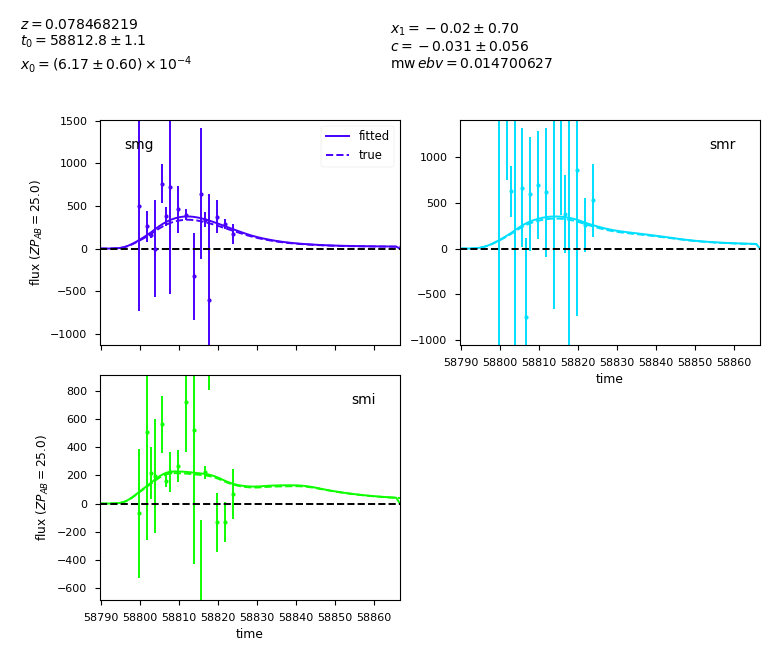 z = 0.078468219
t₀ = 58812.8 ± 1.1
x₀ = (6.17 ± 0.60) × 10⁻⁴
x₁ = −0.02 ± 0.70
c = −0.031 ± 0.056
mw ebv = 0.014700627
1500
1000
500
0
−500
−1000
flux (ZP_AB = 25.0)
smg
fitted
true
1000
500
0
−500
−1000
smr
58790 58800 58810 58820 58830 58840 58850 58860
time
800
600
400
200
0
−200
−400
−600
flux (ZP_AB = 25.0)
smi
58790 58800 58810 58820 58830 58840 58850 58860
time